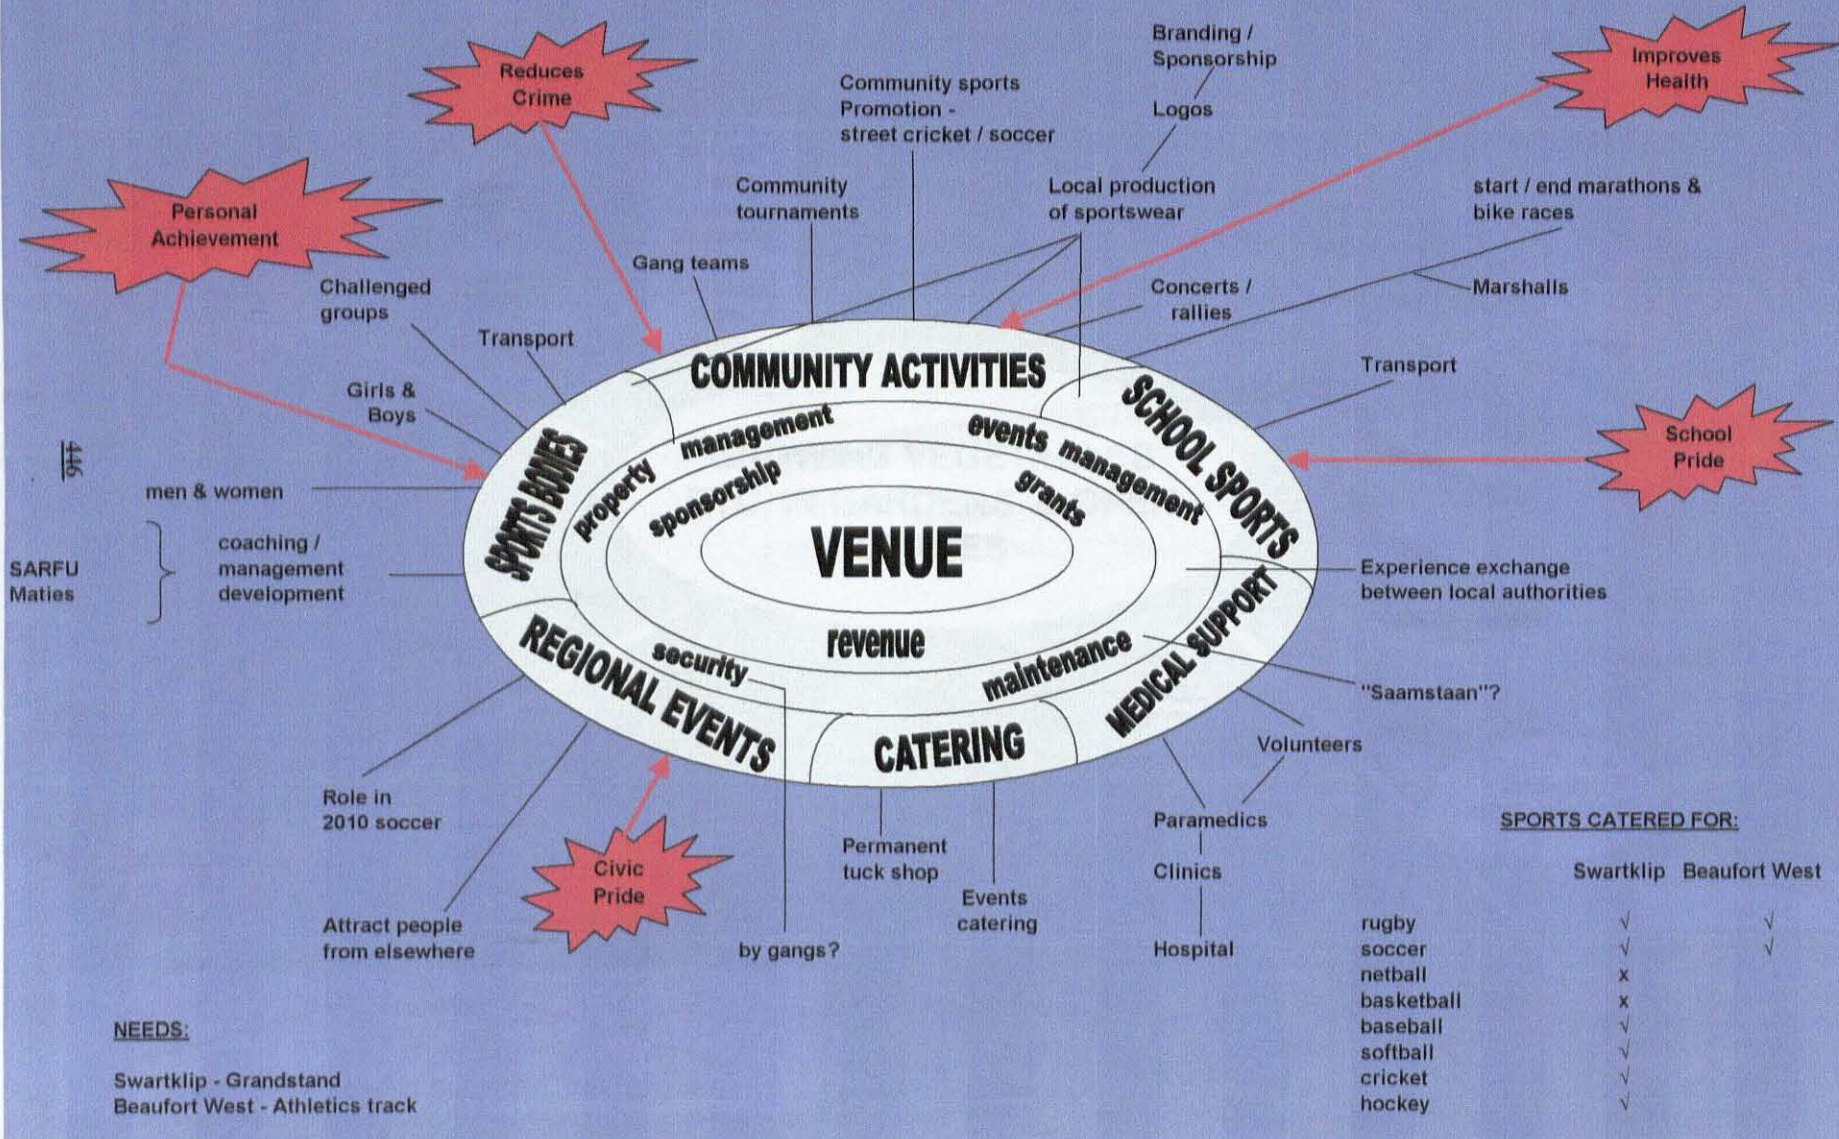 Reduces
Crime
Branding /
Sponsorship
Logos
Improves
Health
Community sports
Promotion -
street cricket / soccer
Personal
Achievement
Community
tournaments
Local production
of sportswear
start / end marathons &
bike races
Gang teams
Challenged
groups
Concerts /
rallies
Marshalls
Transport
Transport
Girls &
Boys
School
Pride
446
men & women
SARFU
Maties
coaching /
management
development
COMMUNITY ACTIVITIES
SCHOOL SPORTS
SPORTS BODIES
property management
events management
sponsorship
grants
VENUE
revenue
security
maintenance
REGIONAL EVENTS
CATERING
MEDICAL SUPPORT
Experience exchange
between local authorities
"Saamstaan"?
Volunteers
Role in
2010 soccer
Attract people
from elsewhere
Civic
Pride
by gangs?
Permanent
tuck shop
Events
catering
Paramedics
Clinics
Hospital
SPORTS CATERED FOR:
Swartklip Beaufort West
rugby √ √
soccer √ √
netball x
basketball x
baseball √
softball √
cricket √
hockey √
NEEDS:
Swartklip - Grandstand
Beaufort West - Athletics track